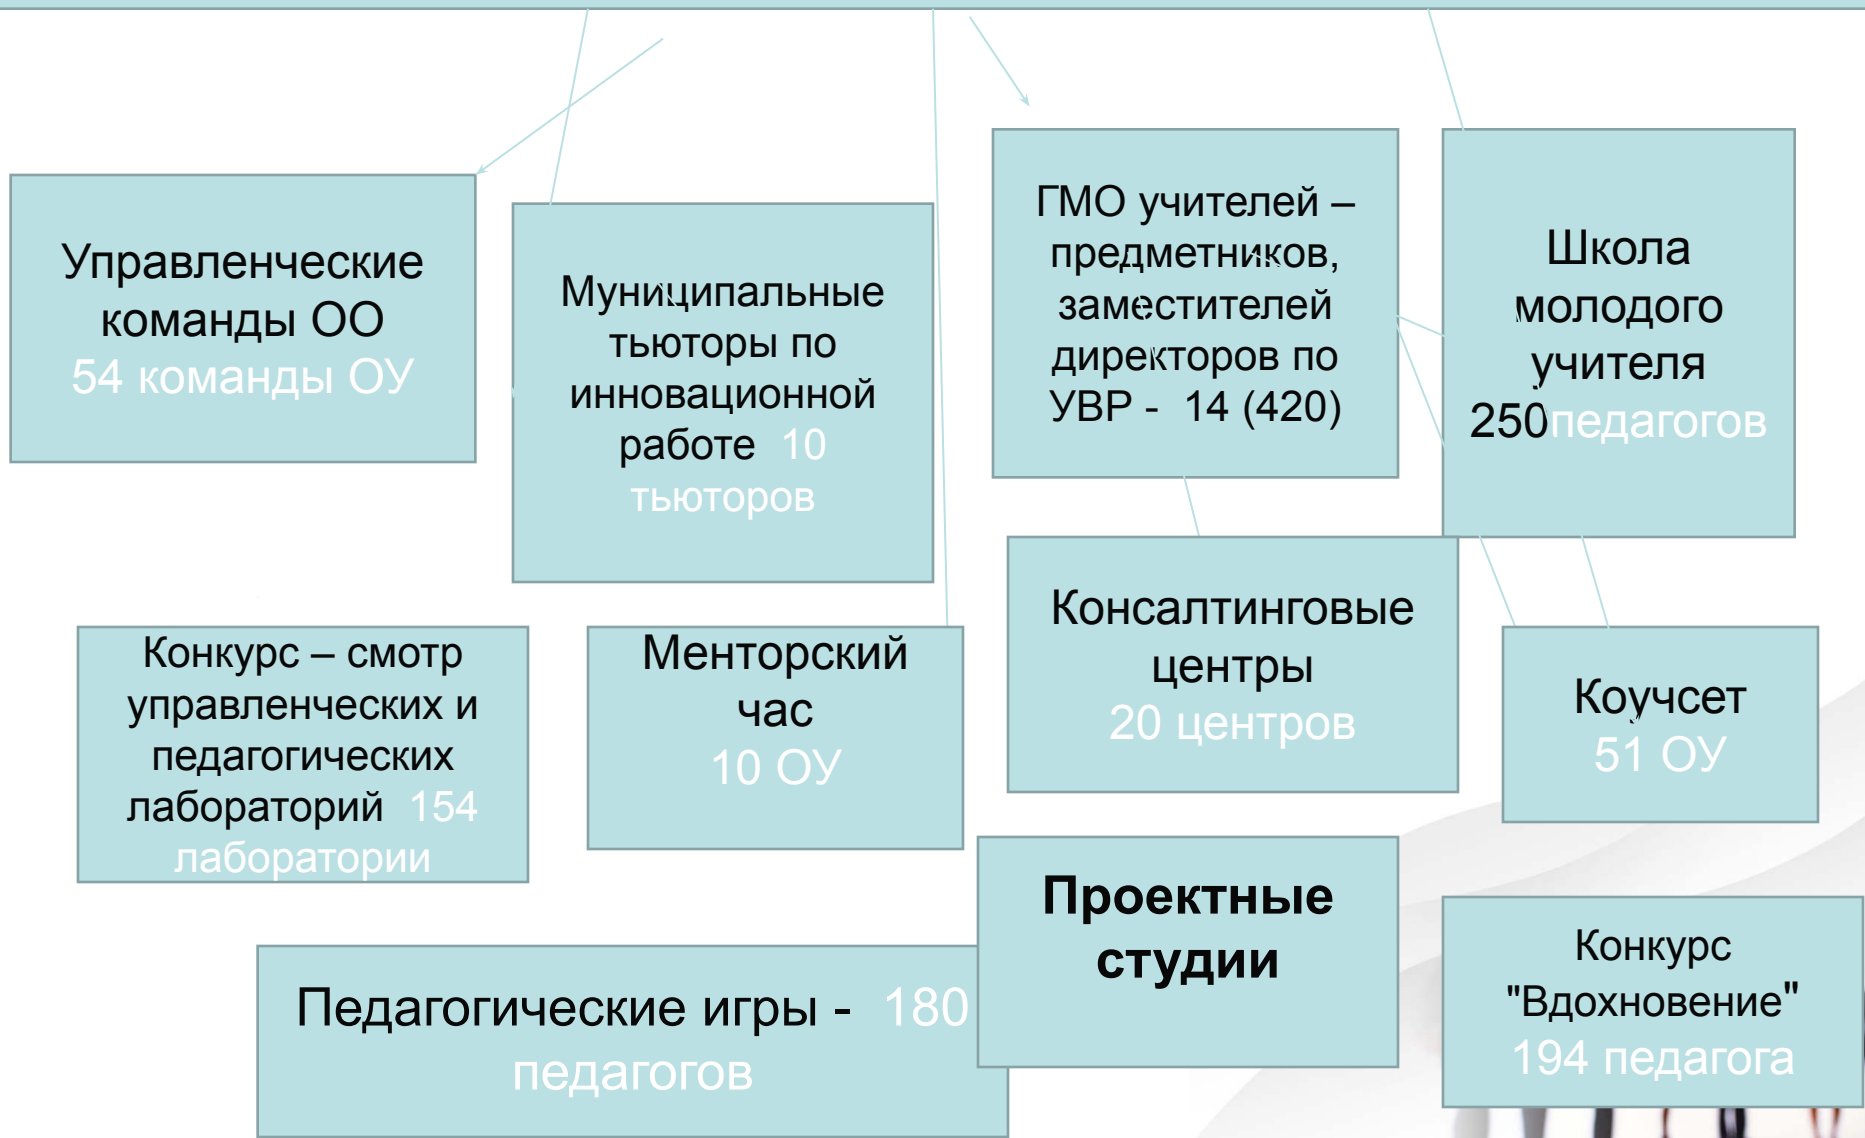 Управленческие
команды ОО
54 команды ОУ
Муниципальные
тьюторы по
инновационной
работе 10
тьюторов
ГМО учителей –
предметников,
заместителей
директоров по
УВР - 14 (420)
Школа
молодого
учителя
250педагогов
Конкурс – смотр
управленческих и
педагогических
лабораторий 154
лаборатории
Менторский
час
10 ОУ
Консалтинговые
центры
20 центров
Коучсет
51 ОУ
Педагогические игры - 180
педагогов
Проектные
студии
Конкурс
"Вдохновение"
194 педагога